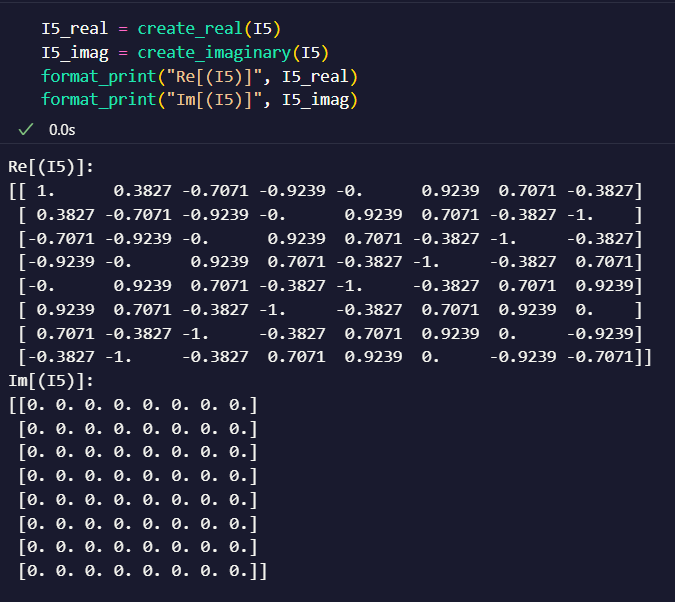 I5_real = create_real(I5)
I5_imag = create_imaginary(I5)
format_print("Re[(I5)]", I5_real)
format_print("Im[(I5)]", I5_imag)
✓ 0.0s
Re[(I5)]:
[[ 1.      0.3827 -0.7071 -0.9239 -0.      0.9239  0.7071 -0.3827]
 [ 0.3827 -0.7071 -0.9239 -0.      0.9239  0.7071 -0.3827 -1.    ]
 [-0.7071 -0.9239 -0.      0.9239  0.7071 -0.3827 -1.     -0.3827]
 [-0.9239 -0.      0.9239  0.7071 -0.3827 -1.     -0.3827  0.7071]
 [-0.      0.9239  0.7071 -0.3827 -1.     -0.3827  0.7071  0.9239]
 [ 0.9239  0.7071 -0.3827 -1.     -0.3827  0.7071  0.9239  0.    ]
 [ 0.7071 -0.3827 -1.     -0.3827  0.7071  0.9239  0.     -0.9239]
 [-0.3827 -1.     -0.3827  0.7071  0.9239  0.     -0.9239 -0.7071]]
Im[(I5)]:
[[0. 0. 0. 0. 0. 0. 0. 0.]
 [0. 0. 0. 0. 0. 0. 0. 0.]
 [0. 0. 0. 0. 0. 0. 0. 0.]
 [0. 0. 0. 0. 0. 0. 0. 0.]
 [0. 0. 0. 0. 0. 0. 0. 0.]
 [0. 0. 0. 0. 0. 0. 0. 0.]
 [0. 0. 0. 0. 0. 0. 0. 0.]
 [0. 0. 0. 0. 0. 0. 0. 0.]]